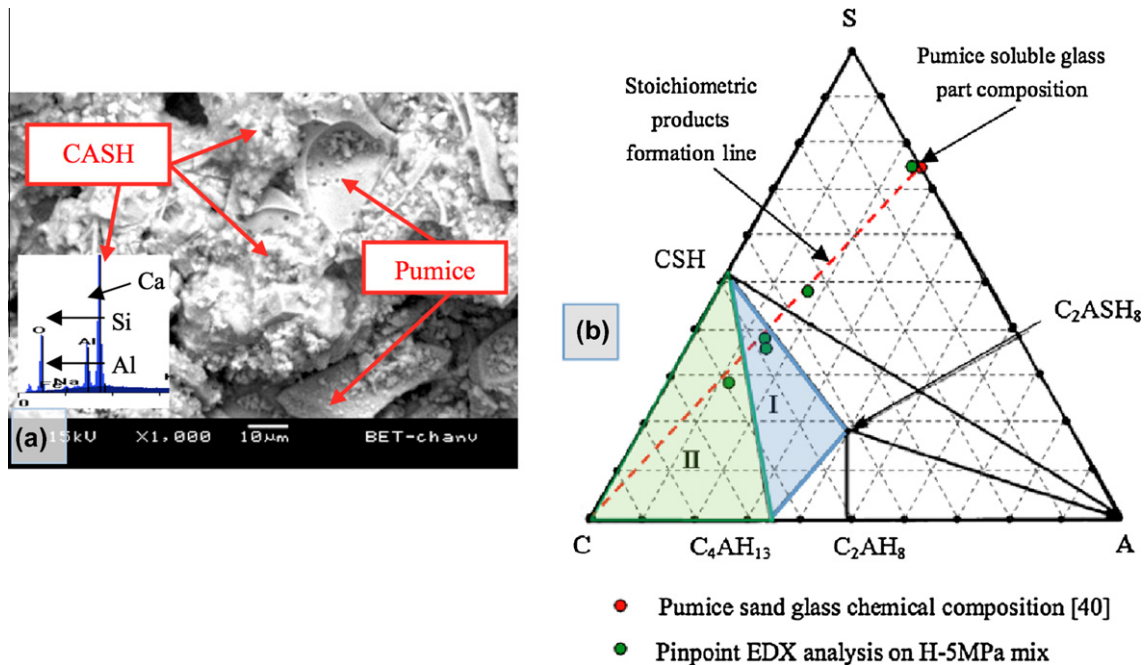 CASH
Pumice
Ca
O
Si
Al
Al
Na
O
(a)
15kV X1,000 10μm BET-chanv
S
Pumice soluble glass
part composition
Stoichiometric
products
formation line
CSH
(b)
C₂ASH₈
I
II
C
C₄AH₁₃
C₂AH₈
A
Pumice sand glass chemical composition [40]
Pinpoint EDX analysis on H-5MPa mix